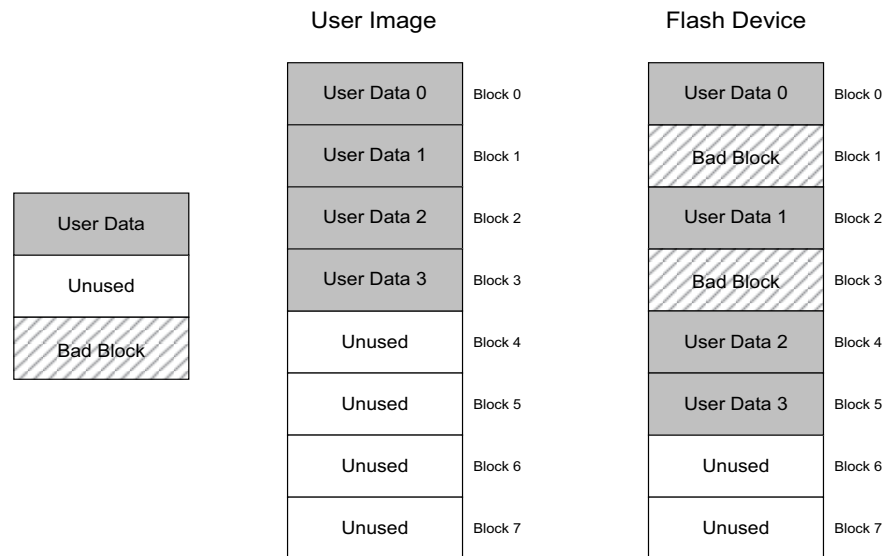 User Image
Flash Device
User Data
Unused
Bad Block
User Data 0 Block 0
User Data 1 Block 1
User Data 2 Block 2
User Data 3 Block 3
Unused Block 4
Unused Block 5
Unused Block 6
Unused Block 7
User Data 0 Block 0
Bad Block Block 1
User Data 1 Block 2
Bad Block Block 3
User Data 2 Block 4
User Data 3 Block 5
Unused Block 6
Unused Block 7